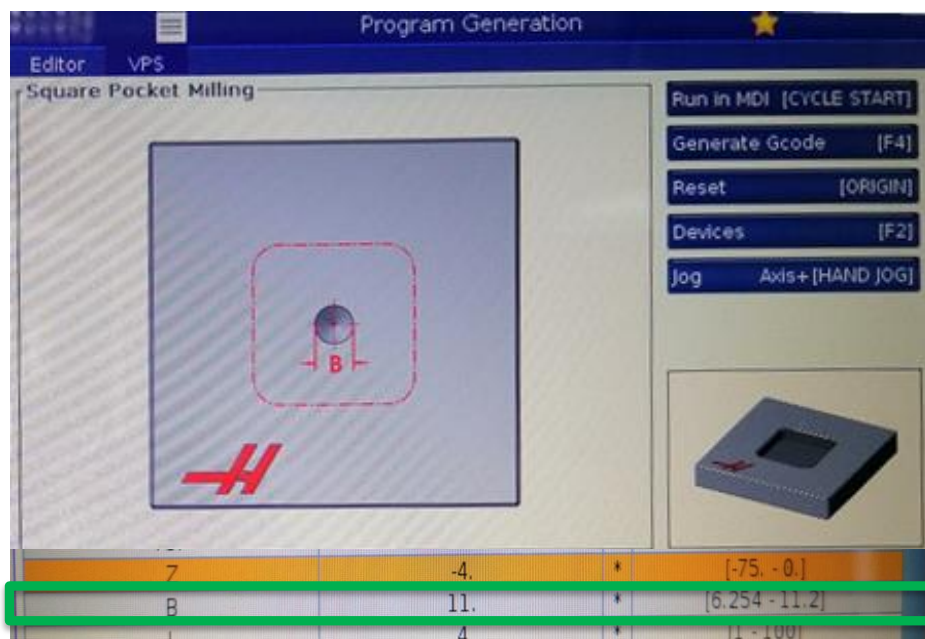 Program Generation
Editor VPS
Square Pocket Milling
Run in MDI [CYCLE START]
Generate Gcode [F4]
Reset [ORIGIN]
Devices [F2]
Jog Axis+[HAND JOG]
B
H
Z -4. * [-75. - 0.]
B 11. * [6.254 - 11.2]
4 * [1 - 100]